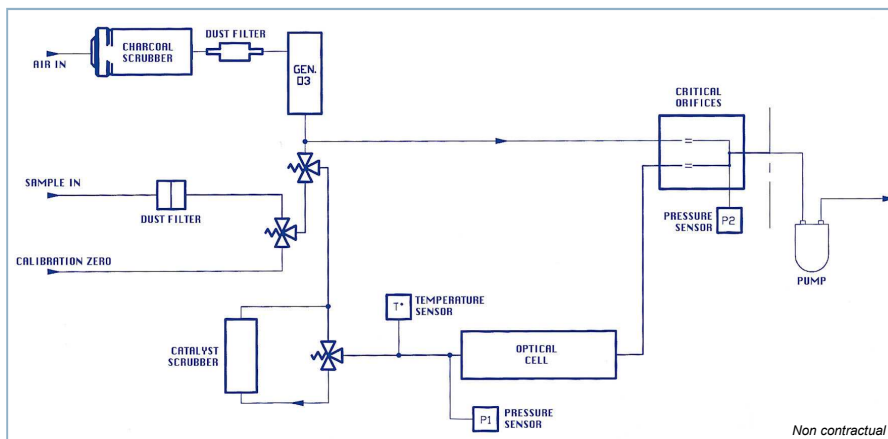 CHARCOAL
SCRUBBER
DUST FILTER
GEN.
O3
AIR IN
CRITICAL
ORIFICES
SAMPLE IN
DUST FILTER
CALIBRATION ZERO
PRESSURE
SENSOR
P2
PUMP
T°
TEMPERATURE
SENSOR
CATALYST
SCRUBBER
OPTICAL
CELL
P1
PRESSURE
SENSOR
Non contractual